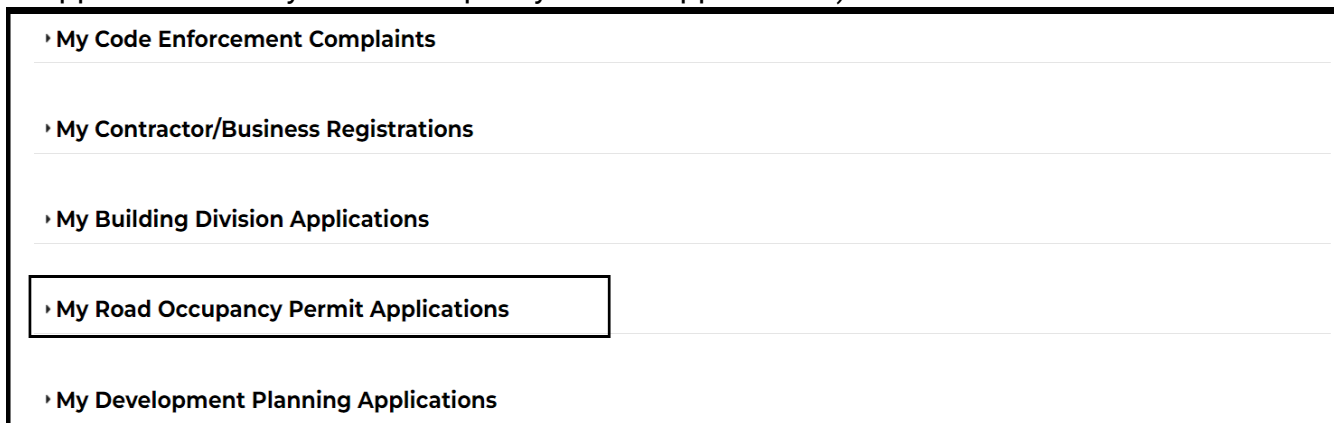 My Code Enforcement Complaints
My Contractor/Business Registrations
My Building Division Applications
My Road Occupancy Permit Applications
My Development Planning Applications